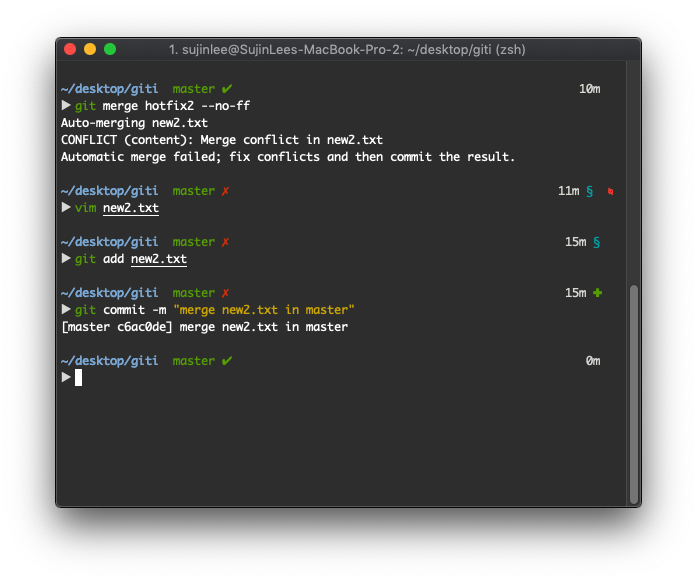 1. sujinlee@SujinLees-MacBook-Pro-2: ~/desktop/giti (zsh)
~/desktop/giti master ✔ 10m
▶ git merge hotfix2 --no-ff
Auto-merging new2.txt
CONFLICT (content): Merge conflict in new2.txt
Automatic merge failed; fix conflicts and then commit the result.
~/desktop/giti master ✗ 11m §
▶ vim new2.txt
~/desktop/giti master ✗ 15m §
▶ git add new2.txt
~/desktop/giti master ✗ 15m ✚
▶ git commit -m "merge new2.txt in master"
[master c6ac0de] merge new2.txt in master
~/desktop/giti master ✔ 0m
▶